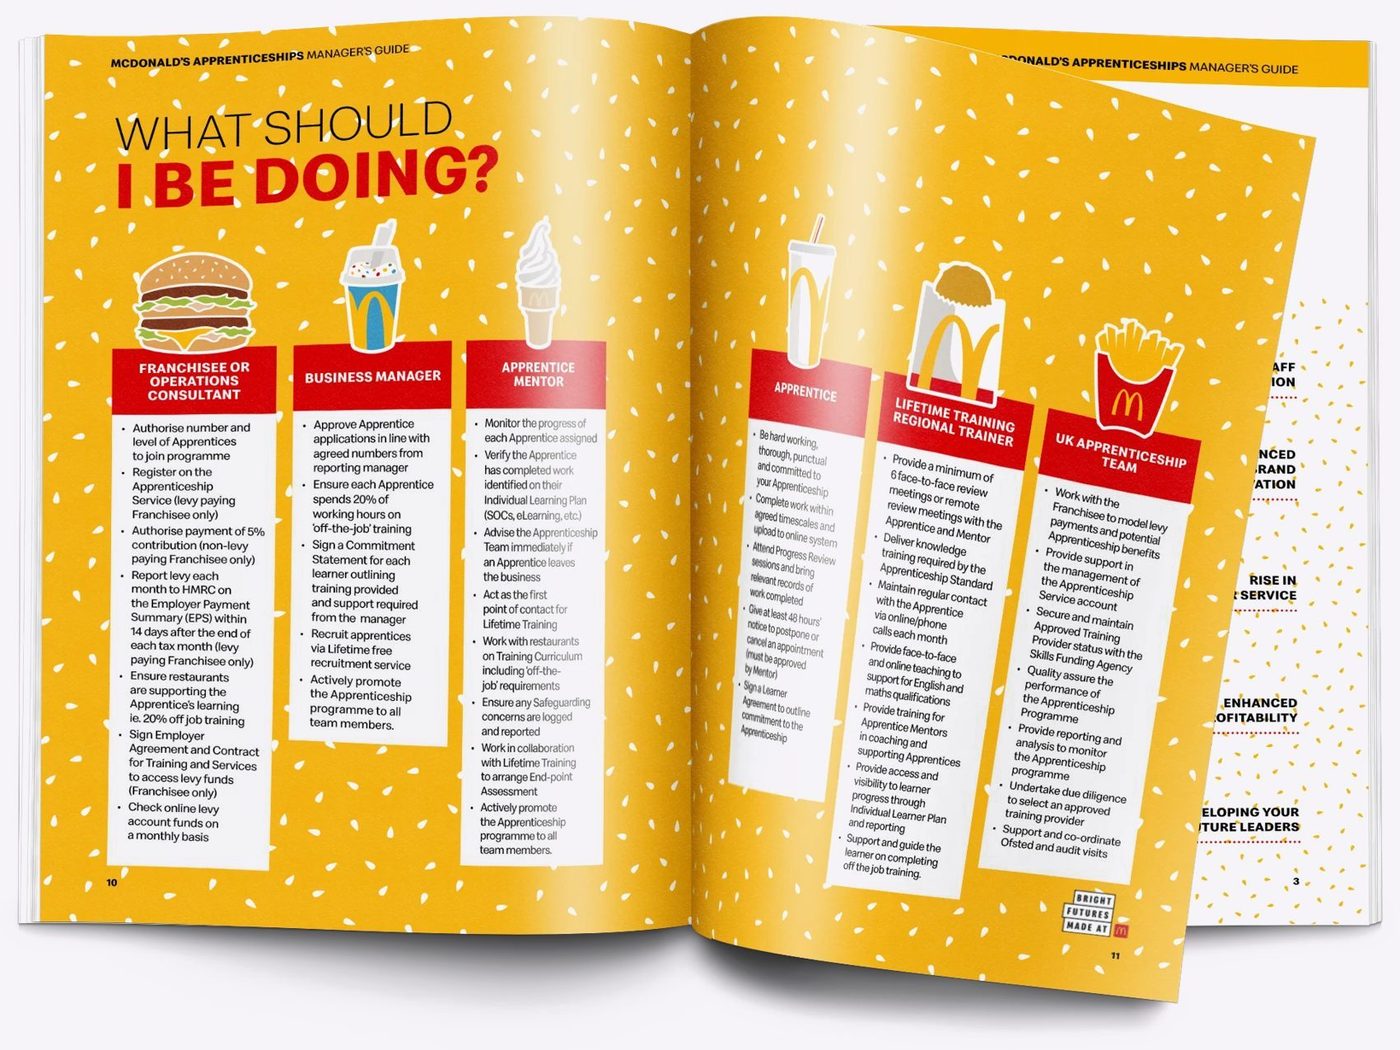 MCDONALD'S APPRENTICESHIPS MANAGER'S GUIDE
WHAT SHOULD
I BE DOING?
FRANCHISEE OR
OPERATIONS
CONSULTANT
• Authorise number and
level of Apprentices
to join programme
• Register on the
Apprenticeship
Service (levy paying
Franchisee only)
• Authorise payment of 5%
contribution (non-levy
paying Franchisee only)
• Report levy each
month to HMRC on
the Employer Payment
Summary (EPS) within
14 days after the end of
each tax month (levy
paying Franchisee only)
• Ensure restaurants
are supporting the
Apprentice's learning
ie. 20% off job training
• Sign Employer
Agreement and Contract
for Training and Services
to access levy funds
(Franchisee only)
• Check online levy
account funds on
a monthly basis
BUSINESS MANAGER
• Approve Apprentice
applications in line with
agreed numbers from
reporting manager
• Ensure each Apprentice
spends 20% of
working hours on
'off-the-job' training
• Sign a Commitment
Statement for each
learner outlining
training provided
and support required
from the manager
• Recruit apprentices
via Lifetime free
recruitment service
• Actively promote
the Apprenticeship
programme to all
team members.
APPRENTICE
MENTOR
• Monitor the progress of
each Apprentice assigned
• Verify the Apprentice
has completed work
identified on their
Individual Learning Plan
(SOCs, eLearning, etc.)
• Advise the Apprenticeship
Team immediately if
an Apprentice leaves
the business
• Act as the first
point of contact for
Lifetime Training
• Work with restaurants
on Training Curriculum
including 'off-the-
job' requirements
• Ensure any Safeguarding
concerns are logged
and reported
• Work in collaboration
with Lifetime Training
to arrange End-point
Assessment
• Actively promote
the Apprenticeship
programme to all
team members.
10
APPRENTICE
• Be hard working,
thorough, punctual
and committed to
your Apprenticeship
• Complete work within
agreed timescales and
upload to online system
• Attend Progress Review
sessions and bring
relevant records of
work completed
• Give at least 48 hours'
notice to postpone or
cancel an appointment
(must be approved
by Mentor)
• Sign a Learner
Agreement to outline
commitment to the
Apprenticeship
LIFETIME TRAINING
REGIONAL TRAINER
• Provide a minimum of
6 face-to-face review
meetings or remote
review meetings with the
Apprentice and Mentor
• Deliver knowledge
training required by the
Apprenticeship Standard
• Maintain regular contact
with the Apprentice
via online/phone
calls each month
• Provide face-to-face
and online teaching to
support for English and
maths qualifications
• Provide training for
Apprentice Mentors
in coaching and
supporting Apprentices
• Provide access and
visibility to learner
progress through
Individual Learner Plan
and reporting
• Support and guide the
learner on completing
off the job training.
UK APPRENTICESHIP
TEAM
• Work with the
Franchisee to model levy
payments and potential
Apprenticeship benefits
• Provide support in
the management of
the Apprenticeship
Service account
• Secure and maintain
Approved Training
Provider status with the
Skills Funding Agency
• Quality assure the
performance of
the Apprenticeship
Programme
• Provide reporting and
analysis to monitor
the Apprenticeship
programme
• Undertake due diligence
to select an approved
training provider
• Support and co-ordinate
Ofsted and audit visits
BRIGHT
FUTURES
MADE AT
11
ONALD'S APPRENTICESHIPS MANAGER'S GUIDE
AFF
ION
NCED
BRAND
ATION
RISE IN
R SERVICE
ENHANCED
OFITABILITY
ELOPING YOUR
TURE LEADERS
3